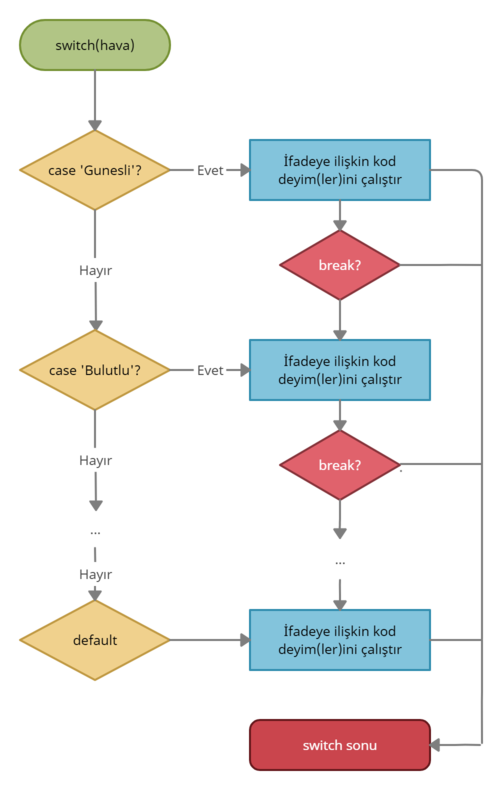 switch(hava)
case 'Gunesli'?
Evet
İfadeye ilişkin kod
deyim(ler)ini çalıştır
break?
Hayır
case 'Bulutlu'?
Evet
İfadeye ilişkin kod
deyim(ler)ini çalıştır
break?
Hayır
...
...
Hayır
default
İfadeye ilişkin kod
deyim(ler)ini çalıştır
switch sonu